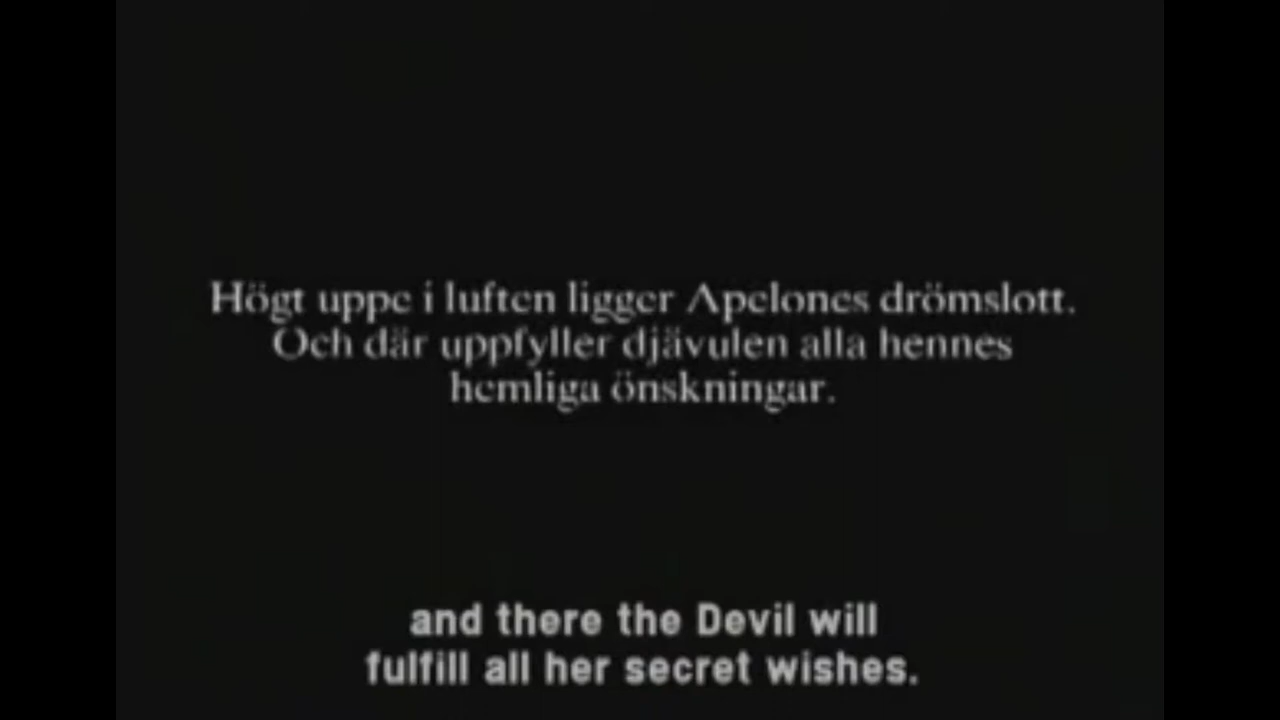 Högt uppe i luften ligger Apelones drömslott.
Och där uppfyller djävulen alla hennes
hemliga önskningar.
and there the Devil will
fulfill all her secret wishes.